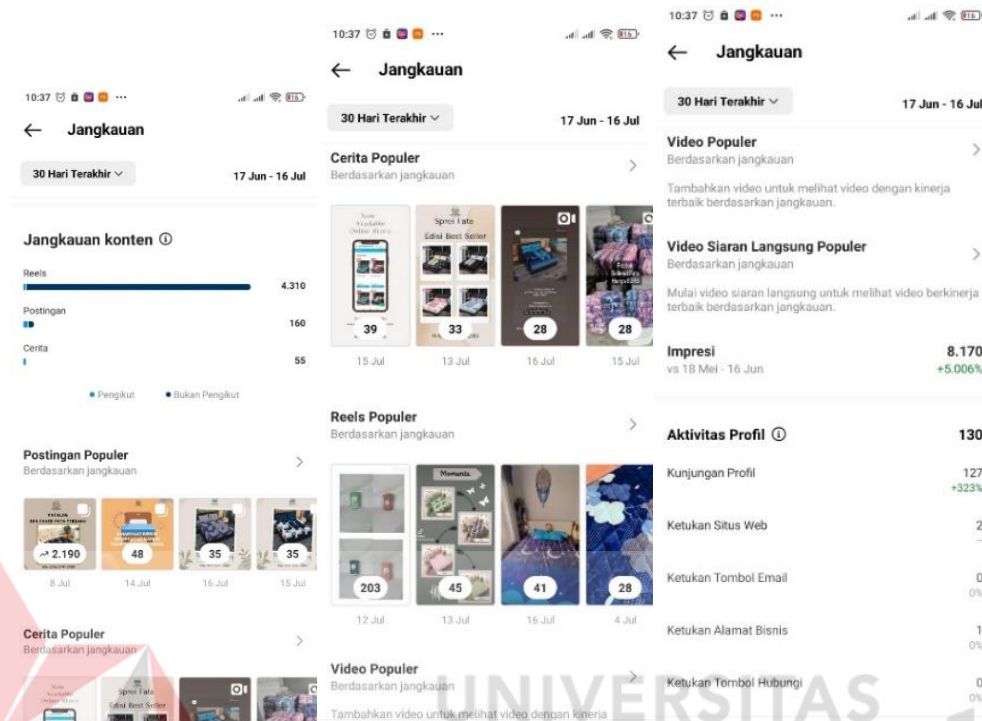 10:37
Jangkauan
30 Hari Terakhir
17 Jun - 16 Jul
Jangkauan konten
Reels
4.310
Postingan
160
Cerita
55
Pengikut
Bukan Pengikut
Postingan Populer
Berdasarkan jangkauan
2.190
48
35
35
8 Jul
14 Jul
16 Jul
15 Jul
Cerita Populer
Berdasarkan jangkauan
Sprei Fata
Edisi Best Seller
10:37
Jangkauan
30 Hari Terakhir
17 Jun - 16 Jul
Cerita Populer
Berdasarkan jangkauan
Now
Available
Sprei Fata
Edisi Best Seller
39
33
28
28
15 Jul
13 Jul
16 Jul
15 Jul
Reels Populer
Berdasarkan jangkauan
Moments
203
45
41
28
12 Jul
13 Jul
16 Jul
4 Jul
Video Populer
Berdasarkan jangkauan
Tambahkan video untuk melihat video dengan kinerja
10:37
Jangkauan
30 Hari Terakhir
17 Jun - 16 Jul
Video Populer
Berdasarkan jangkauan
Tambahkan video untuk melihat video dengan kinerja
terbaik berdasarkan jangkauan.
Video Siaran Langsung Populer
Berdasarkan jangkauan
Mulai video siaran langsung untuk melihat video berkinerja
terbaik berdasarkan jangkauan.
Impresi
8.170
vs 18 Mei - 16 Jun
+5.006%
Aktivitas Profil
130
Kunjungan Profil
127
+323%
Ketukan Situs Web
2
--
Ketukan Tombol Email
0
0%
Ketukan Alamat Bisnis
1
0%
Ketukan Tombol Hubungi
0
0%
UNIVERSITAS